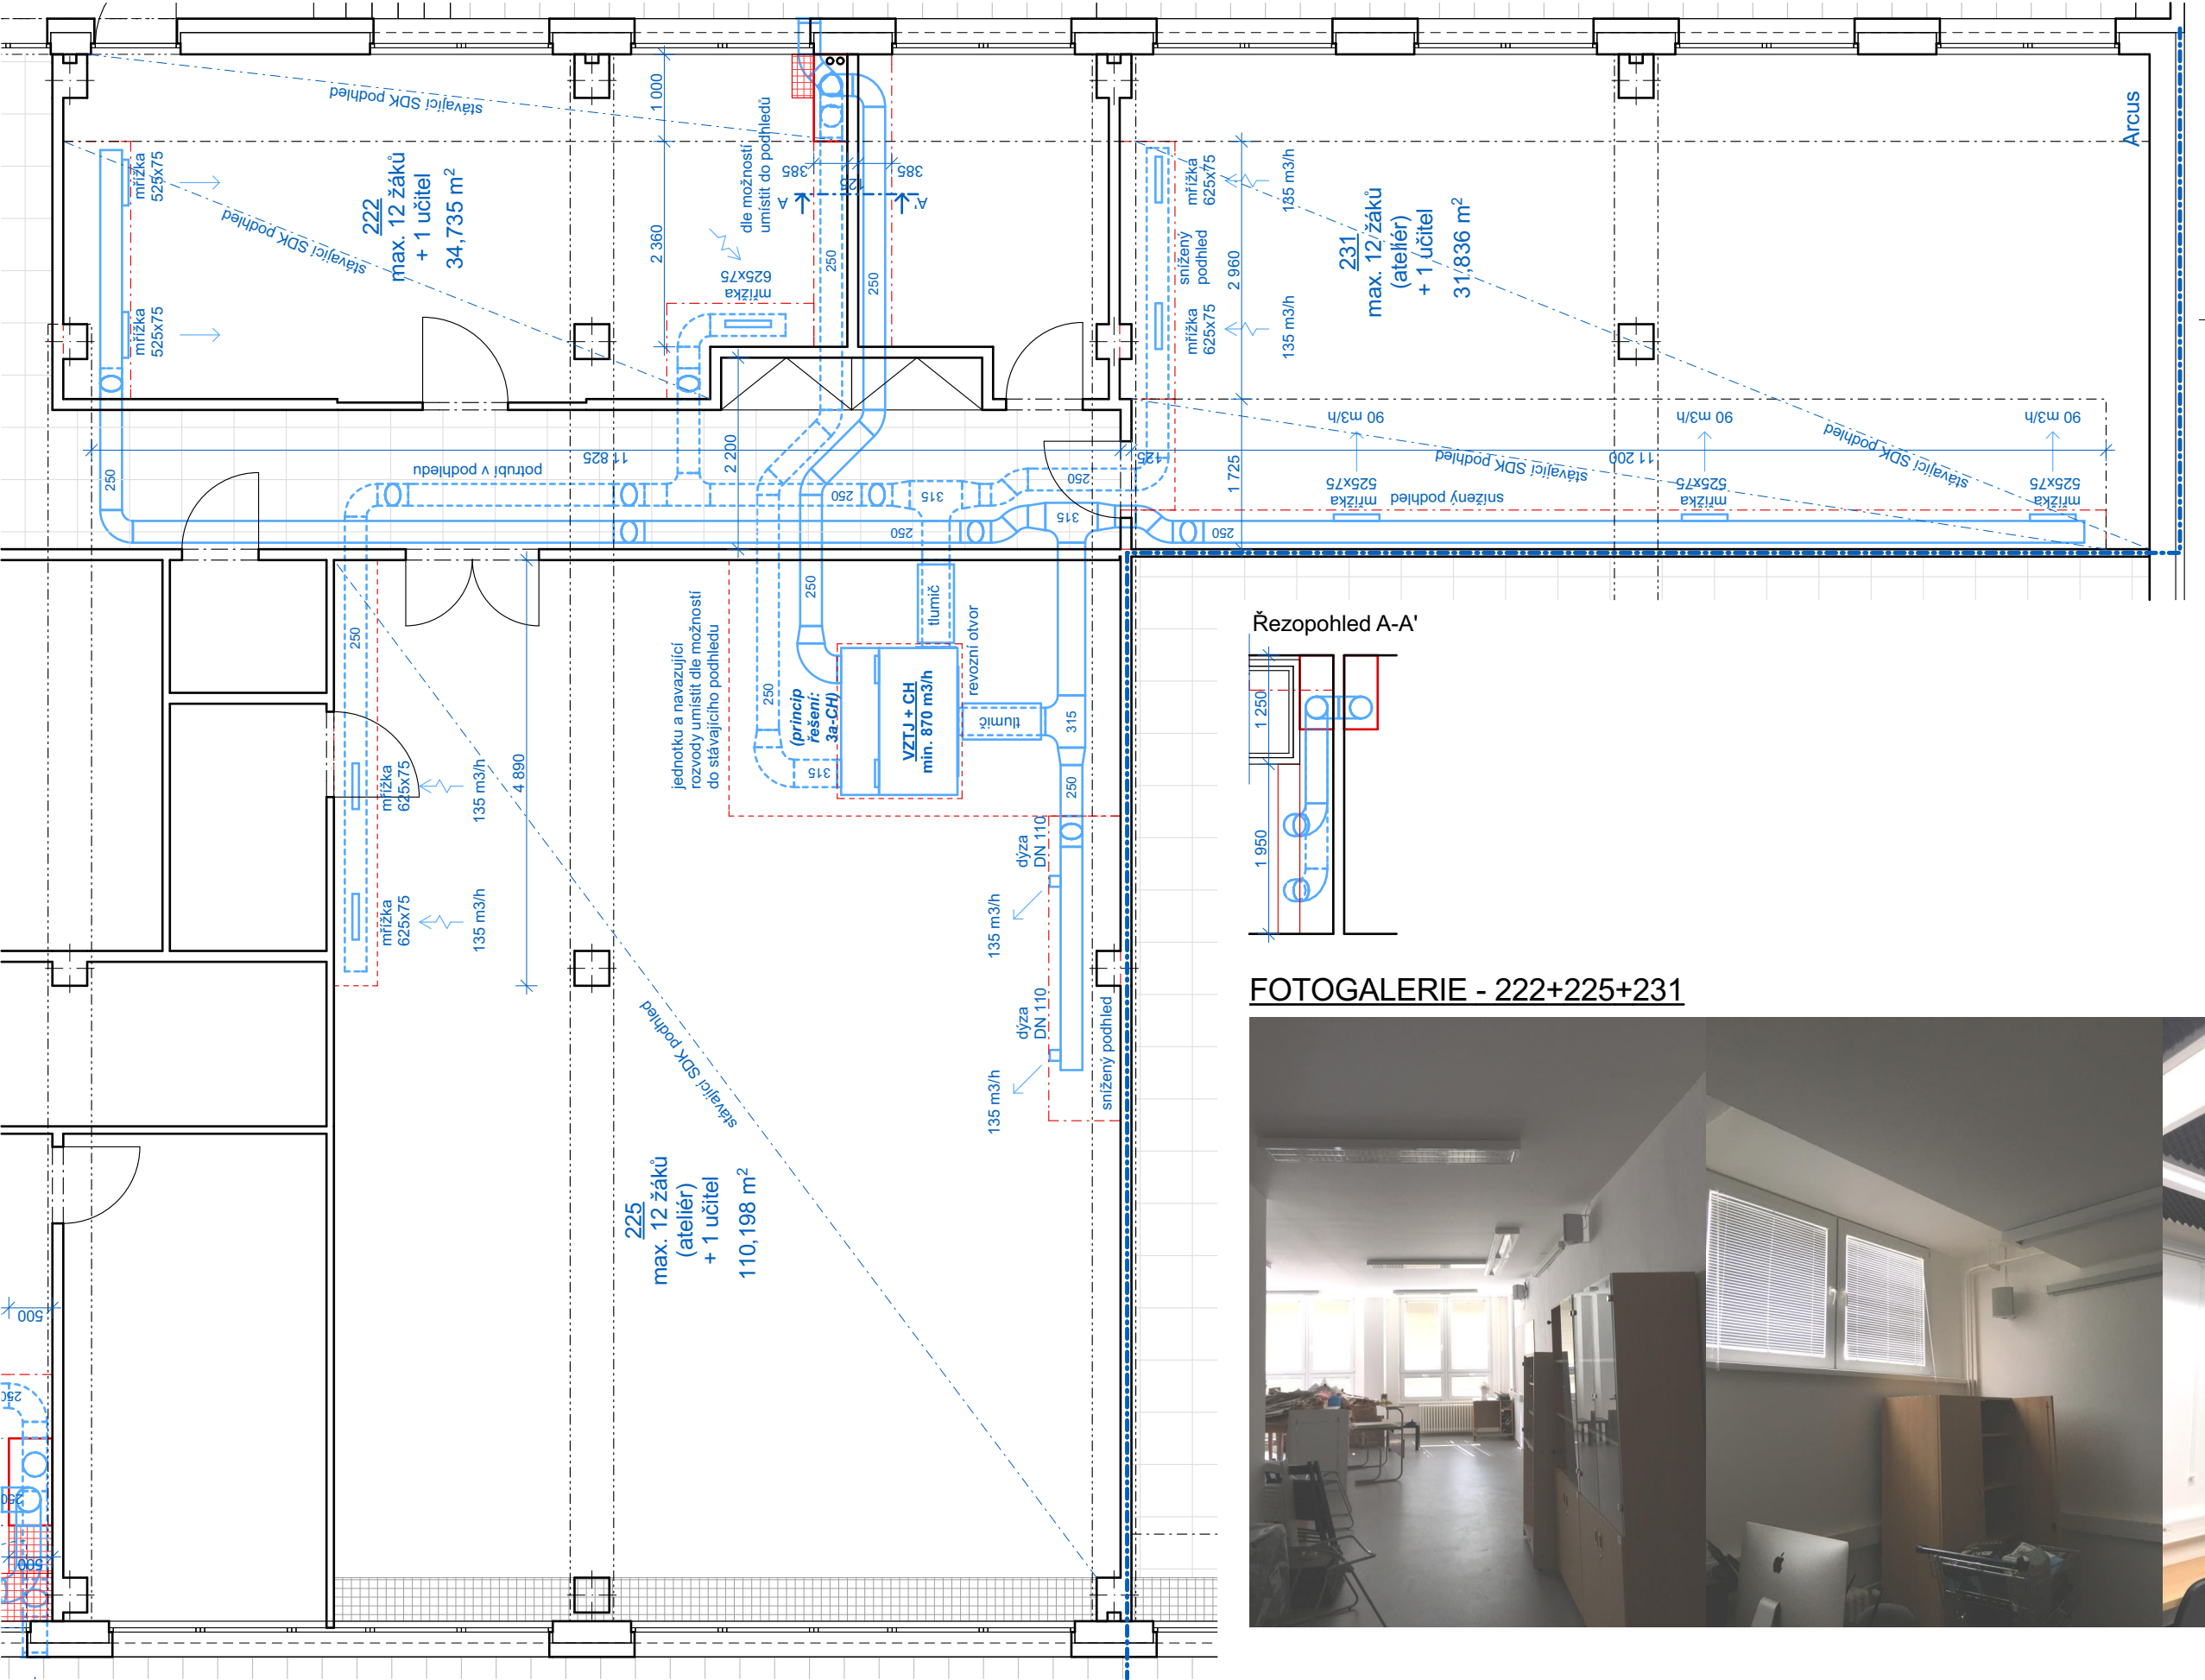 stávající SDK podhled
1 000
385
125
385
A
A'
dle možností
umístit do podhledů
mřížka
525x75
222
max. 12 žáků
+ 1 učitel
34,735 m²
stávající SDK podhled
2 360
mřížka
525x75
mřížka
625x75
250
250
mřížka
625x75
135 m3/h
snížený
podhled
2 960
mřížka
625x75
135 m3/h
231
max. 12 žáků
(ateliér)
+ 1 učitel
31,836 m²
Arcus
90 m3/h
90 m3/h
90 m3/h
stávající SDK podhled
11 825
potrubí v podhledu
2 200
125
1 725
stávající SDK podhled
11 200
mřížka
525x75
mřížka
525x75
mřížka
525x75
snížený podhled
250
250
315
250
250
315
250
250
250
tlumič
jednotku a navazující
rozvody umístit dle možností
do stávajícího podhledu
revozní otvor
250
(princip
řešení:
3a-CH)
VZTJ + CH
min. 870 m3/h
tlumič
315
315
250
mřížka
625x75
135 m3/h
4 890
mřížka
625x75
135 m3/h
dýza
DN 110
135 m3/h
dýza
DN 110
135 m3/h
snížený podhled
stávající SDK podhled
225
max. 12 žáků
(ateliér)
+ 1 učitel
110,198 m²
500
250
250
500
Řezopohled A-A'
1 250
1 950
FOTOGALERIE - 222+225+231